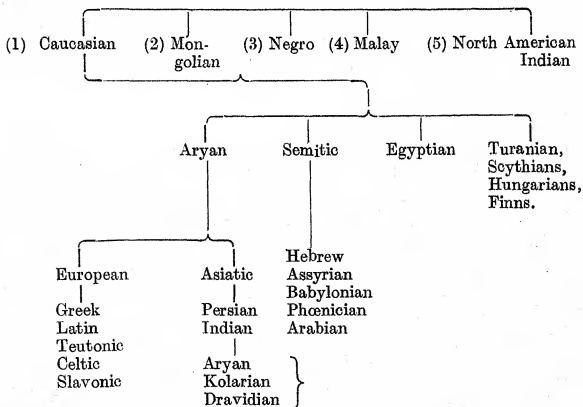 (1) Caucasian (2) Mon- (3) Negro (4) Malay (5) North American
golian Indian
Aryan Semitic Egyptian Turanian,
Scythians,
Hungarians,
Finns.
European Asiatic Hebrew
Assyrian
Babylonian
Greek Persian Phœnician
Latin Indian Arabian
Teutonic
Celtic Aryan
Slavonic Kolarian
Dravidian